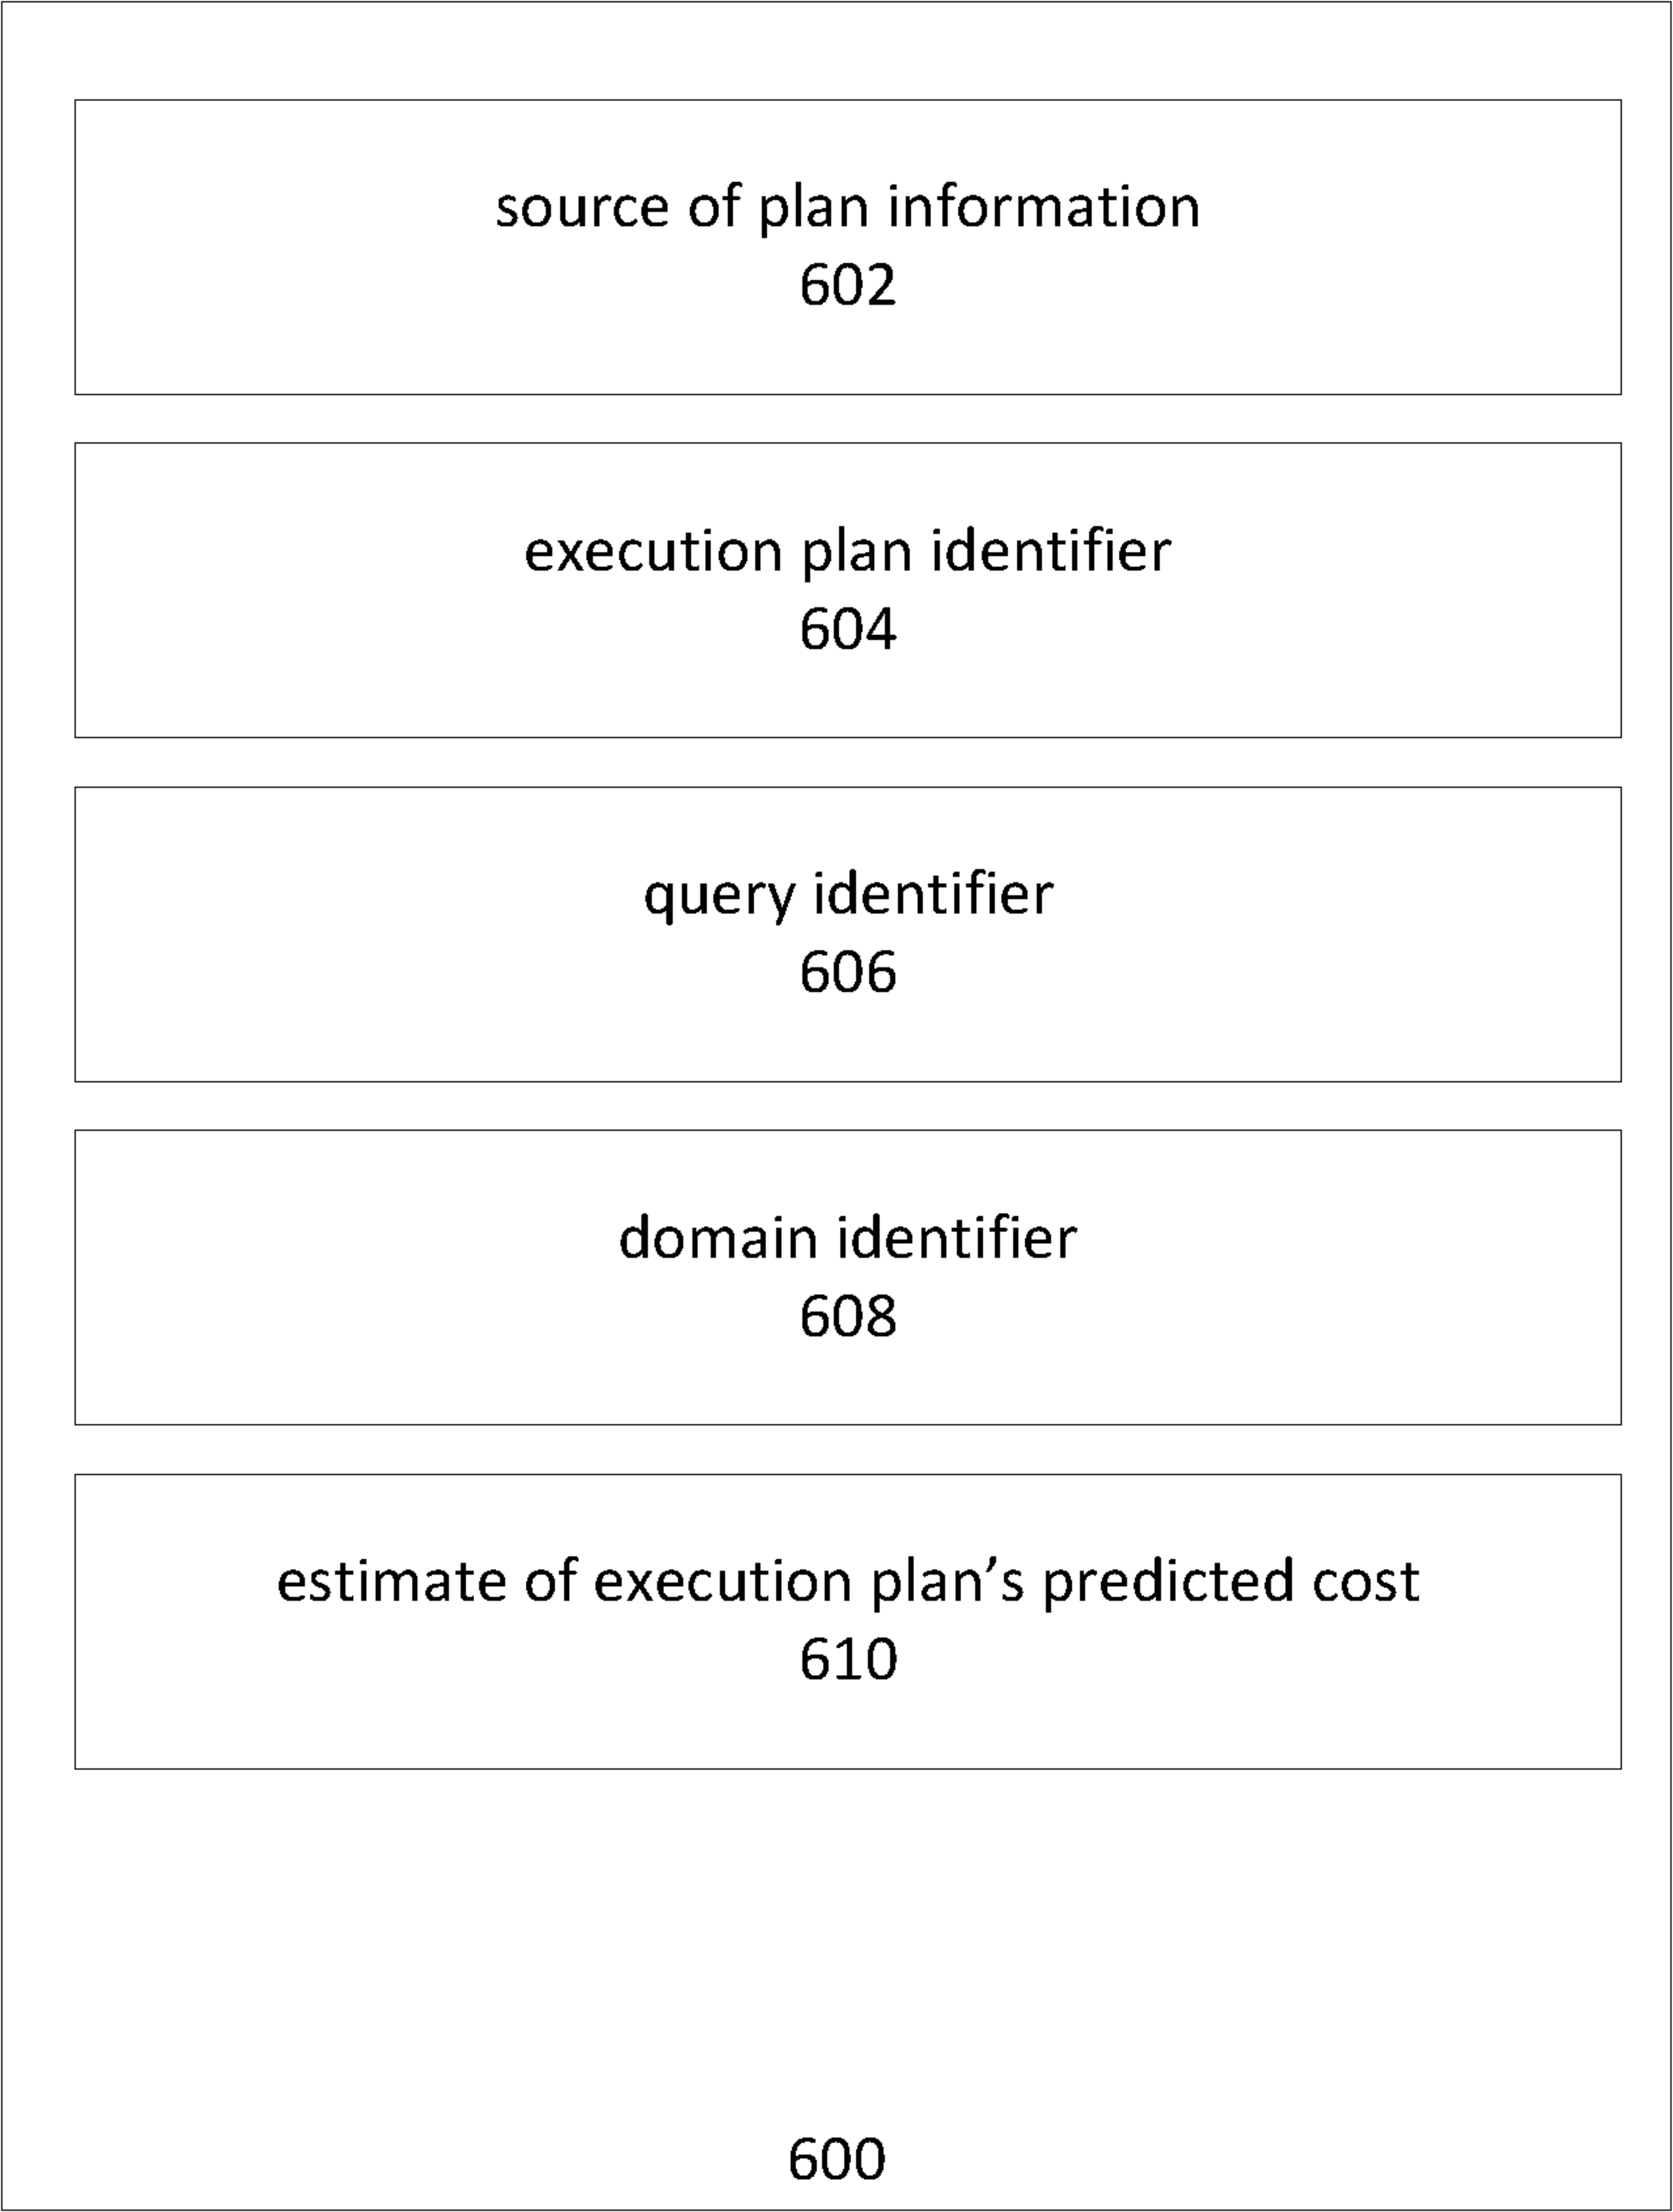 source of plan information
602
execution plan identifier
604
query identifier
606
domain identifier
608
estimate of execution plan’s predicted cost
610
600